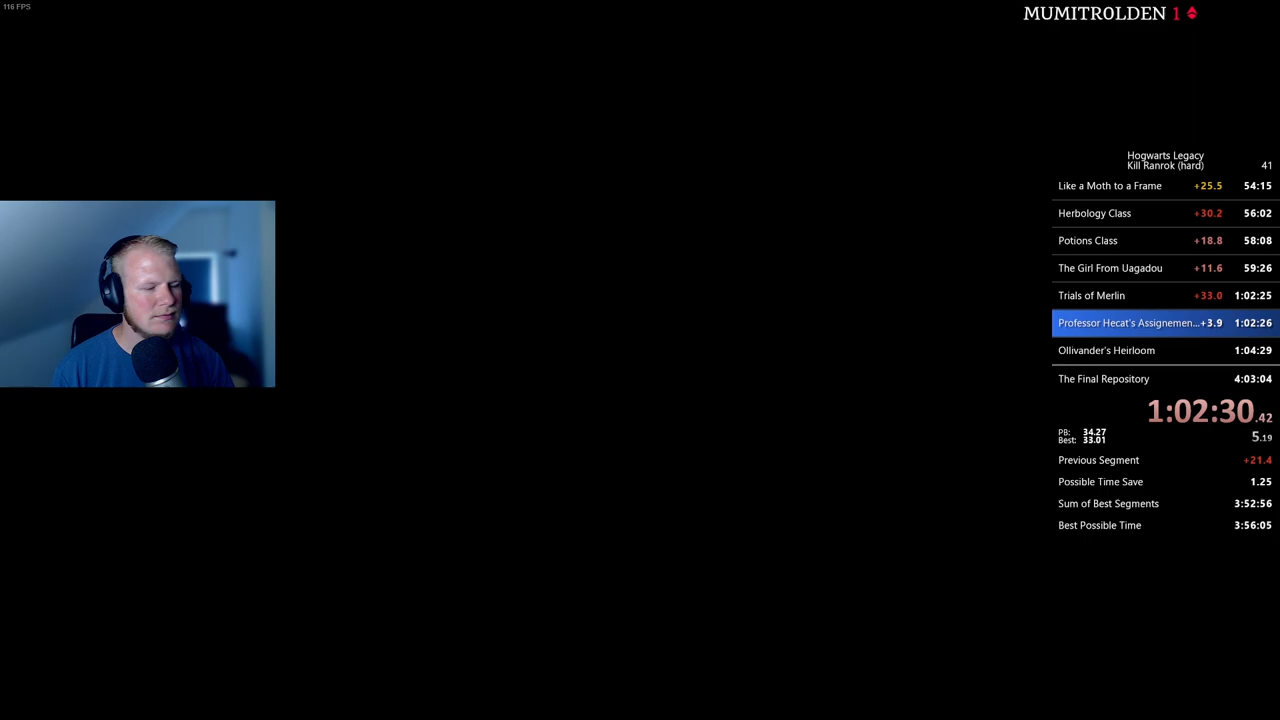 116 FPS
MUMITROLDEN 1
Hogwarts Legacy
Kill Ranrok (hard) 41
Like a Moth to a Frame +25.5 54:15
Herbology Class +30.2 56:02
Potions Class +18.8 58:08
The Girl From Uagadou +11.6 59:26
Trials of Merlin +33.0 1:02:25
Professor Hecat's Assignemen... +3.9 1:02:26
Ollivander's Heirloom 1:04:29
The Final Repository 4:03:04
1:02:30.42
PB: 34.27
Best: 33.01
5.19
Previous Segment +21.4
Possible Time Save 1.25
Sum of Best Segments 3:52:56
Best Possible Time 3:56:05